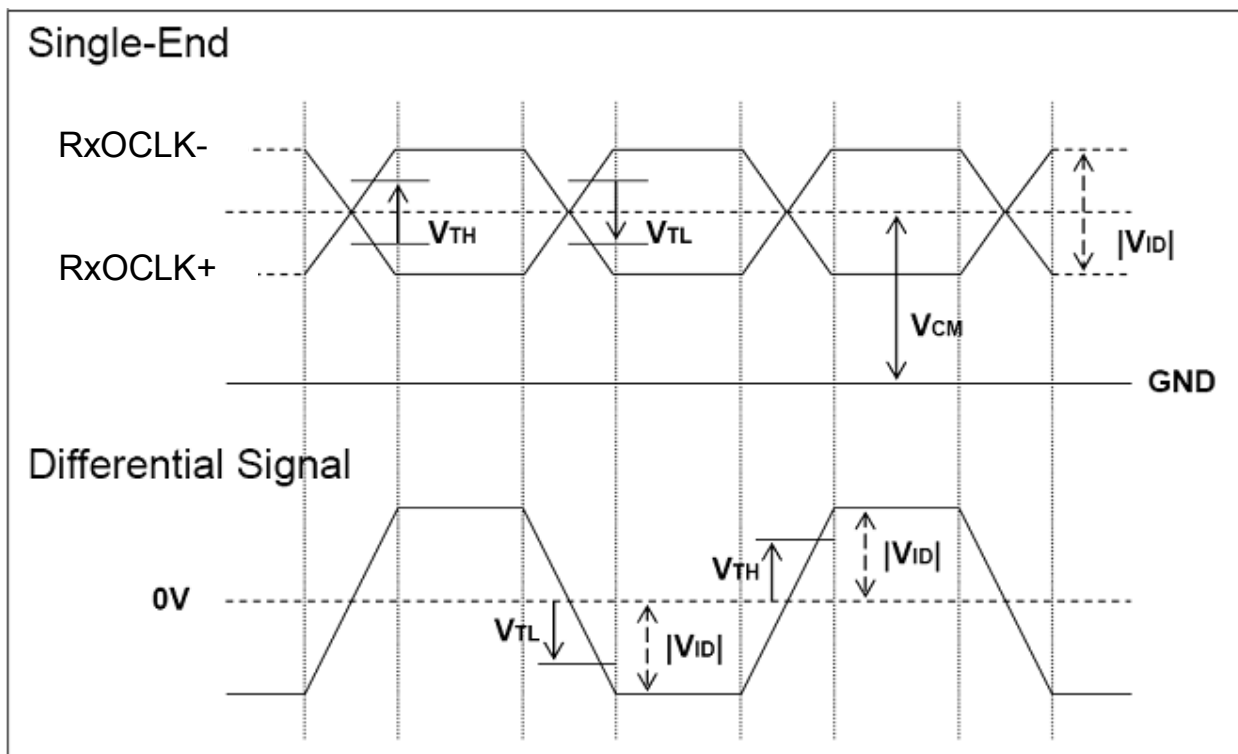 Single-End
RxOCLK-
VTH
VTL
RxOCLK+
|VID|
VCM
GND
Differential Signal
VTH
|VID|
0V
VTL
|VID|